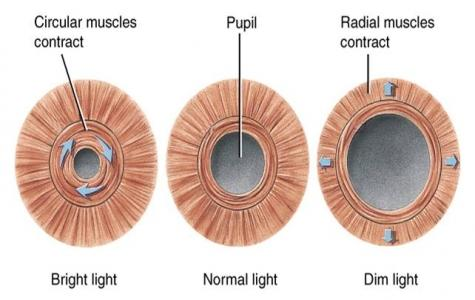 Circular muscles
contract
Pupil
Radial muscles
contract
Bright light
Normal light
Dim light